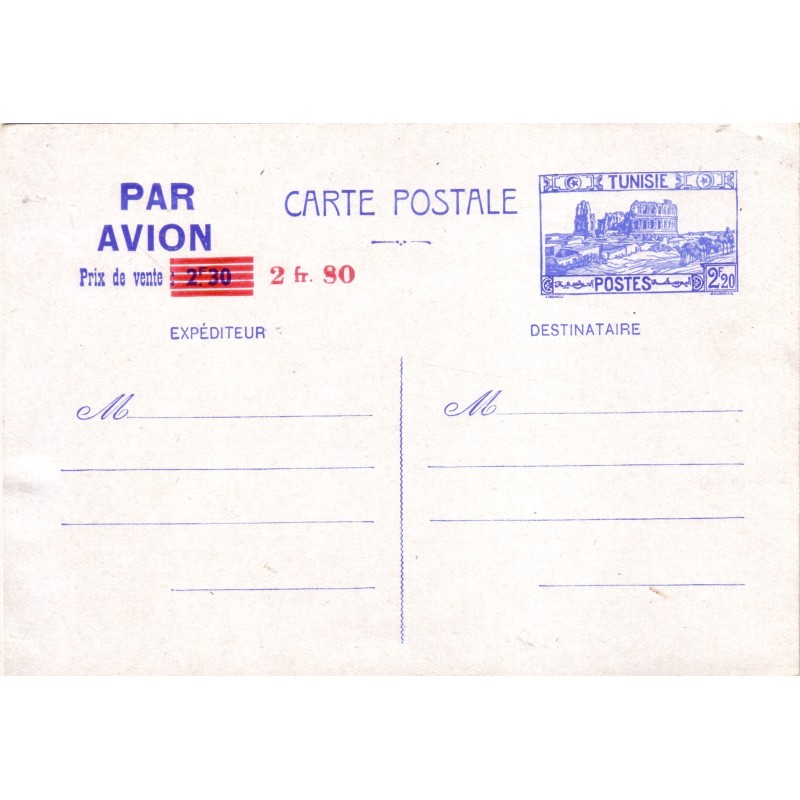 PAR
AVION
Prix de vente : 2F30 2 fr. 80
CARTE POSTALE
TUNISIE
POSTES
2F20
EXPÉDITEUR
DESTINATAIRE
M
M